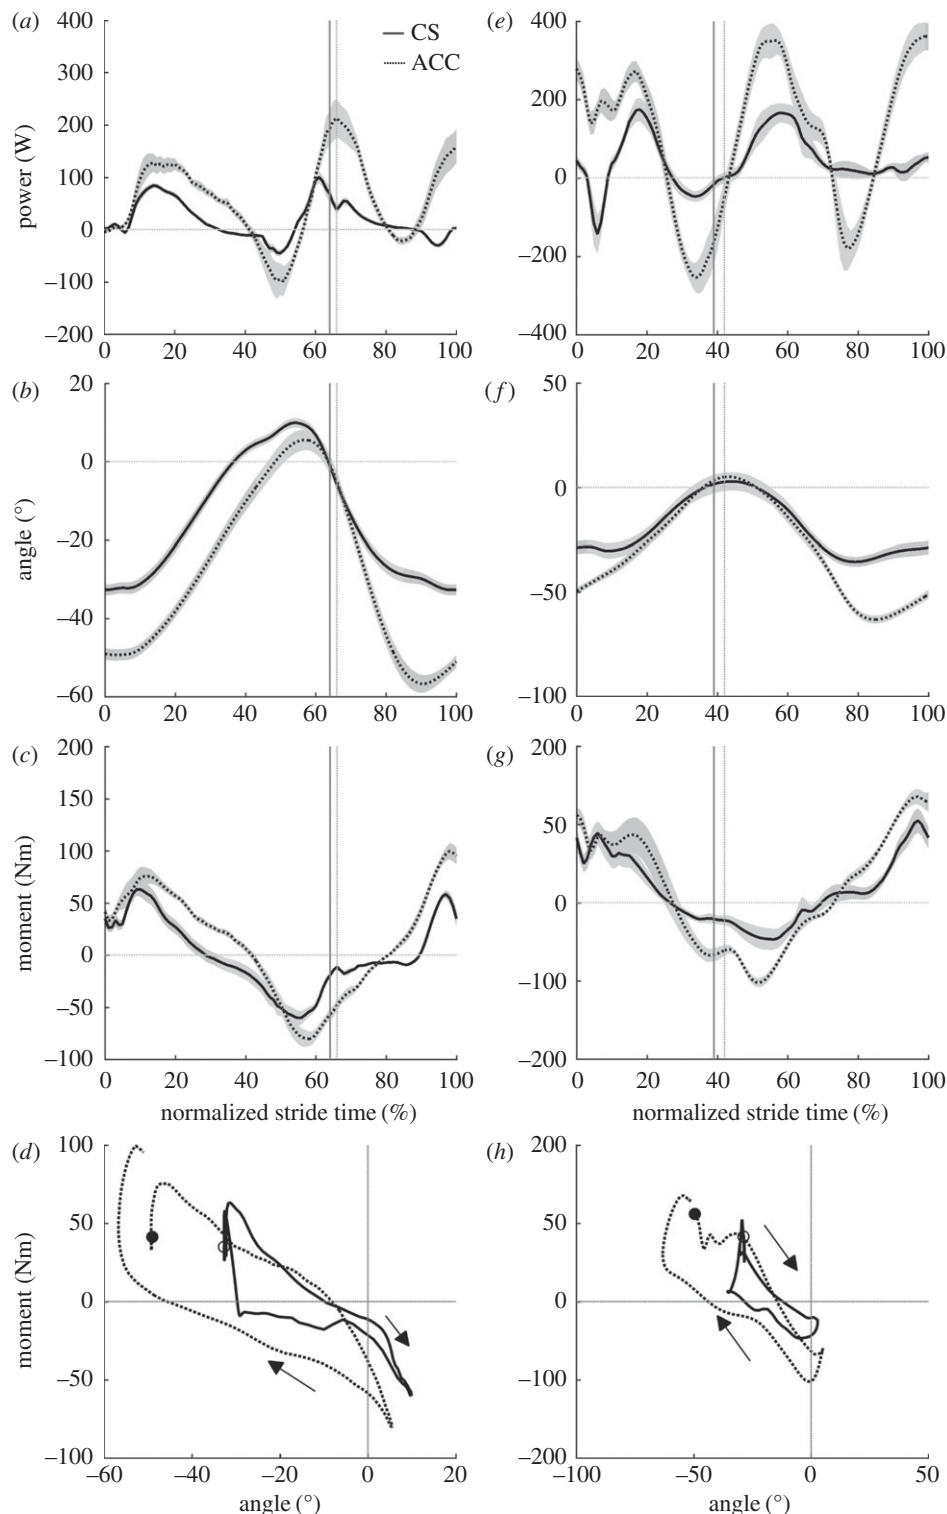 (a) 400 300 200 100 0 –100 –200
power (W)
0 20 40 60 80 100
CS
ACC
(e) 400 200 100 0 –200 –400
0 20 40 60 80 100
(b) 20 0 –20 –40 –60
angle (°)
0 20 40 60 80 100
(f) 50 0 –50 –100
0 20 40 60 80 100
(c) 200 150 100 50 0 –50 –100
moment (Nm)
0 20 40 60 80 100
normalized stride time (%)
(g) 200 50 0 –100 –200
0 20 40 60 80 100
normalized stride time (%)
(d) 100 50 0 –50 –100
moment (Nm)
–60 –40 –20 0 20
angle (°)
(h) 200 50 0 –100 –200
–100 –50 0 50
angle (°)